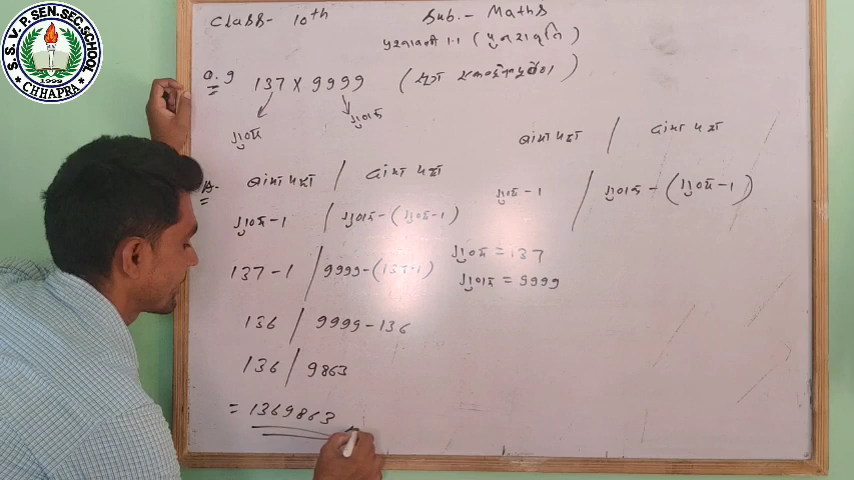 S.S.V.P.SEN.SEC.SCHOOL
CHHAPRA
Class- 10th Sub.- Maths
प्रश्नावली 1.1 (पुनरावृति)
Q. 9 137 X 9999 (सूत्र एकन्यूनेन पूर्वेण)
गुण्य गुणक
बांया पक्ष / दांया पक्ष
गुण्य-1 / गुणक-(गुण्य-1)
बायां पक्ष / दायां पक्ष
गुण्य-1 | गुणक-(गुण्य-1)
गुण्य = 137
गुणक = 9999
137-1 / 9999-(137-1)
136 / 9999-136
136 / 9863
= 1369863